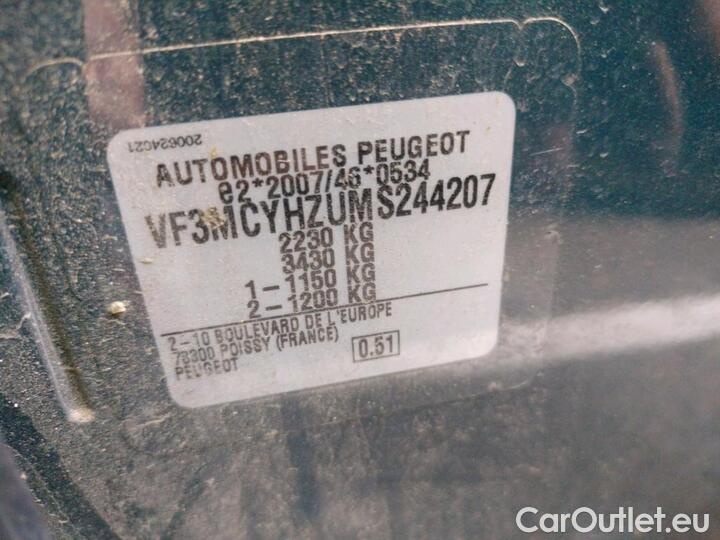 200624C21
AUTOMOBILES PEUGEOT
e2*2007/46*0534
VF3MCYHZUMS244207
2230 KG
3430 KG
1-1150 KG
2-1200 KG
2-10 BOULEVARD DE L'EUROPE
78300 POISSY (FRANCE)
PEUGEOT
0.51
CarOutlet.eu